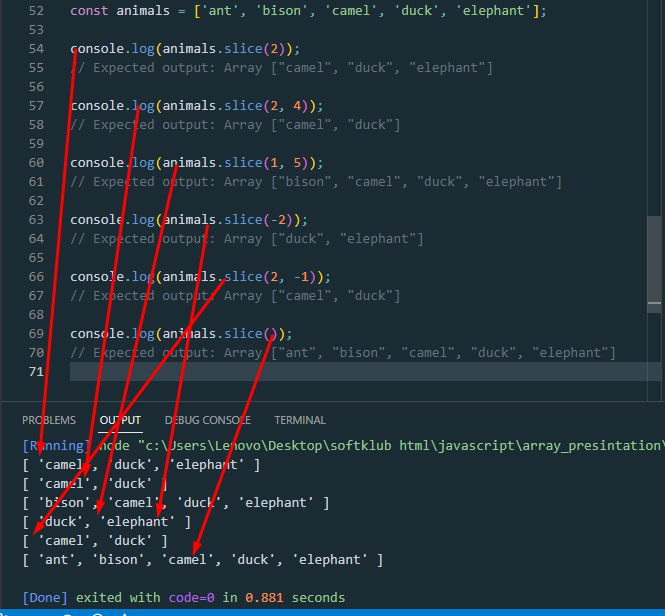 52 const animals = ['ant', 'bison', 'camel', 'duck', 'elephant'];
53
54 console.log(animals.slice(2));
55 // Expected output: Array ["camel", "duck", "elephant"]
56
57 console.log(animals.slice(2, 4));
58 // Expected output: Array ["camel", "duck"]
59
60 console.log(animals.slice(1, 5));
61 // Expected output: Array ["bison", "camel", "duck", "elephant"]
62
63 console.log(animals.slice(-2));
64 // Expected output: Array ["duck", "elephant"]
65
66 console.log(animals.slice(2, -1));
67 // Expected output: Array ["camel", "duck"]
68
69 console.log(animals.slice());
70 // Expected output: Array ["ant", "bison", "camel", "duck", "elephant"]
71
PROBLEMS OUTPUT DEBUG CONSOLE TERMINAL
[Running] node "c:\Users\Lenovo\Desktop\softklub html\javascript\array_presintation\
[ 'camel', 'duck', 'elephant' ]
[ 'camel', 'duck' ]
[ 'bison', 'camel', 'duck', 'elephant' ]
[ 'duck', 'elephant' ]
[ 'camel', 'duck' ]
[ 'ant', 'bison', 'camel', 'duck', 'elephant' ]
[Done] exited with code=0 in 0.881 seconds